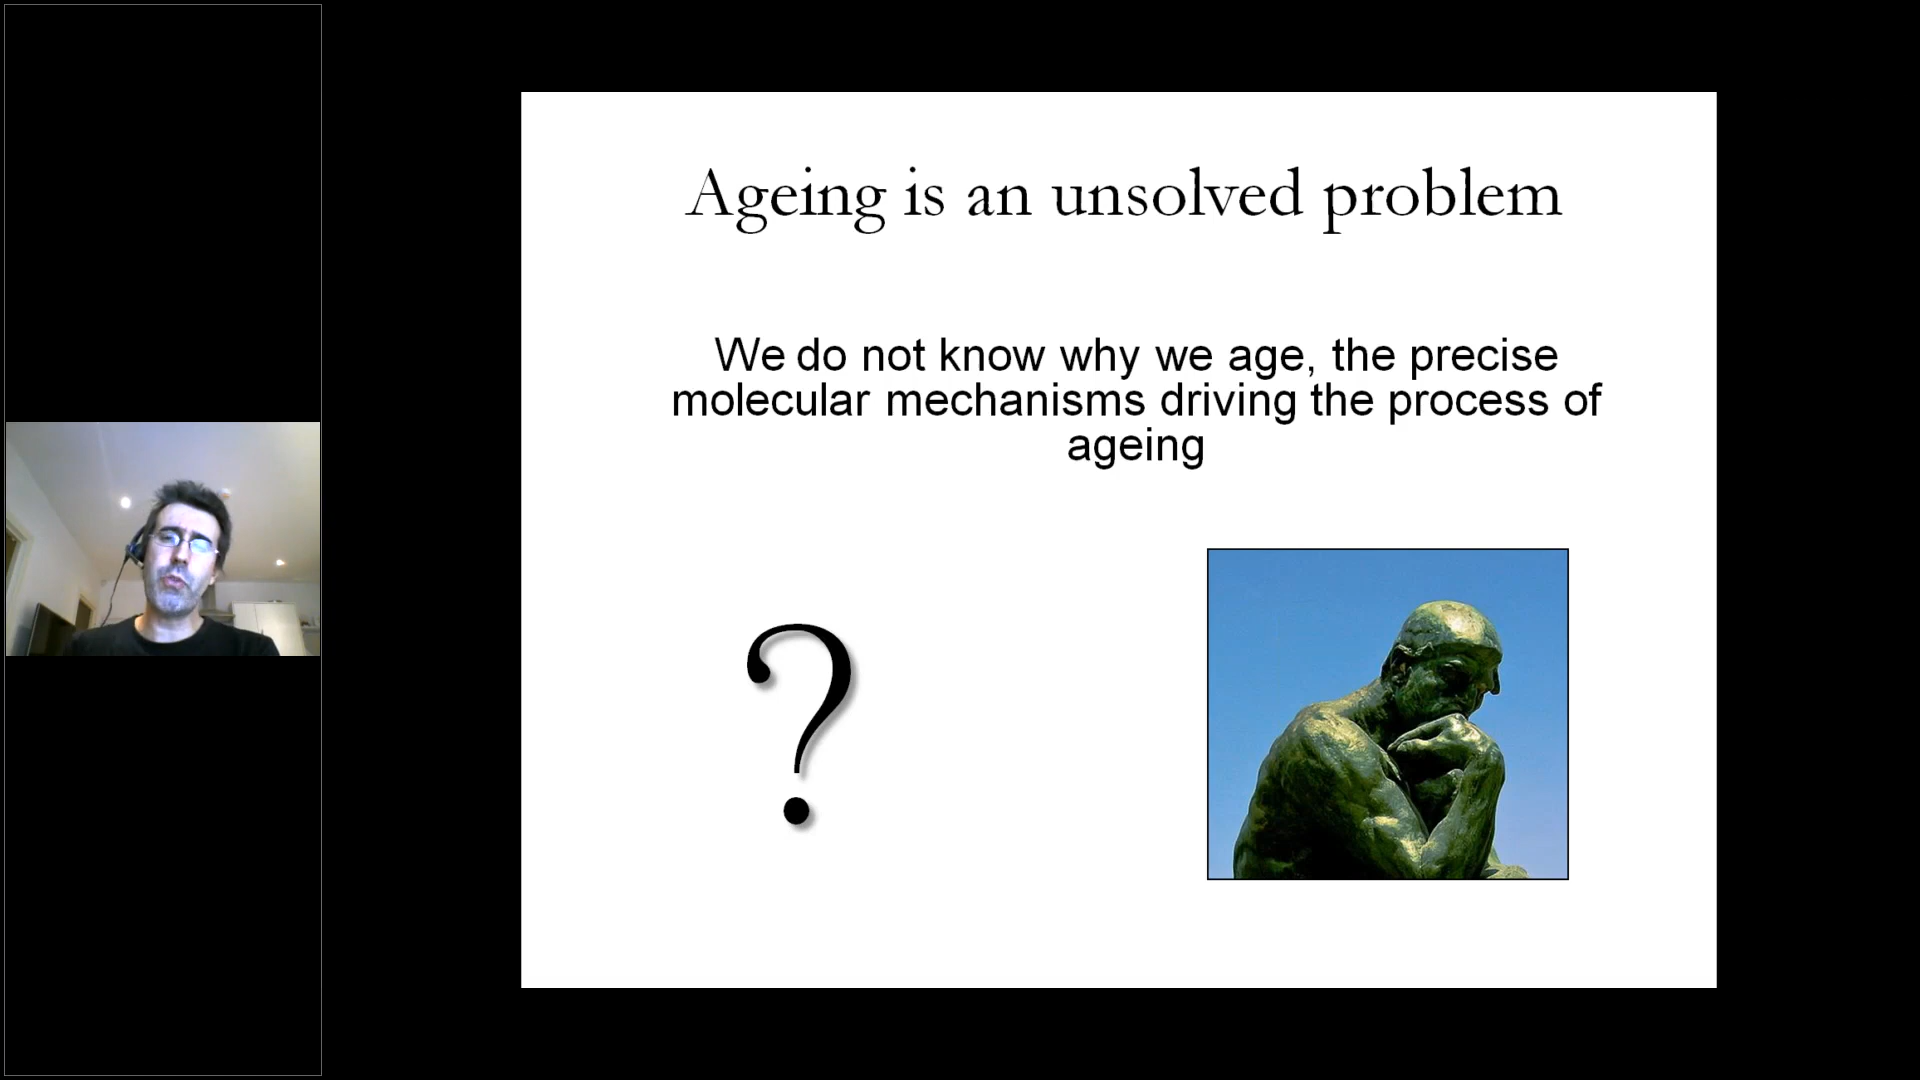 Ageing is an unsolved problem
We do not know why we age, the precise
molecular mechanisms driving the process of
ageing
?